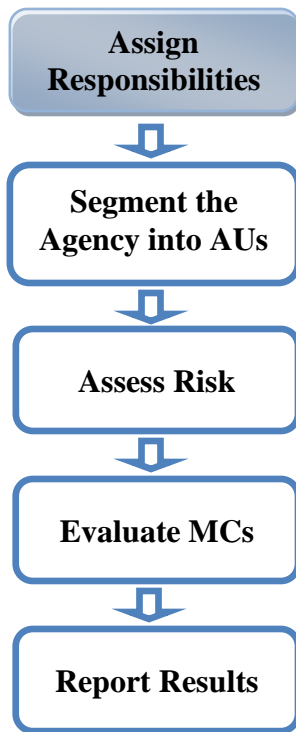 Assign
Responsibilities
Segment the
Agency into AUs
Assess Risk
Evaluate MCs
Report Results